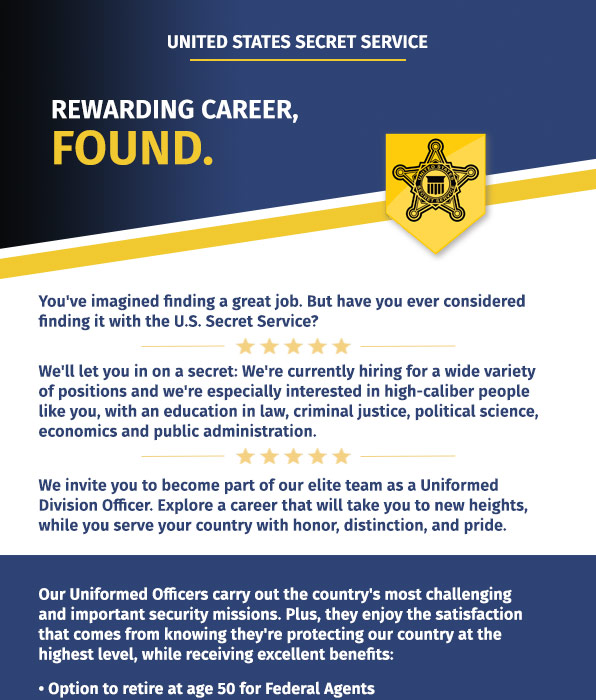 UNITED STATES SECRET SERVICE
REWARDING CAREER,
FOUND.
UNITED STATES
SECRET SERVICE
You've imagined finding a great job. But have you ever considered
finding it with the U.S. Secret Service?
We'll let you in on a secret: We're currently hiring for a wide variety
of positions and we're especially interested in high-caliber people
like you, with an education in law, criminal justice, political science,
economics and public administration.
We invite you to become part of our elite team as a Uniformed
Division Officer. Explore a career that will take you to new heights,
while you serve your country with honor, distinction, and pride.
Our Uniformed Officers carry out the country's most challenging
and important security missions. Plus, they enjoy the satisfaction
that comes from knowing they're protecting our country at the
highest level, while receiving excellent benefits:
• Option to retire at age 50 for Federal Agents